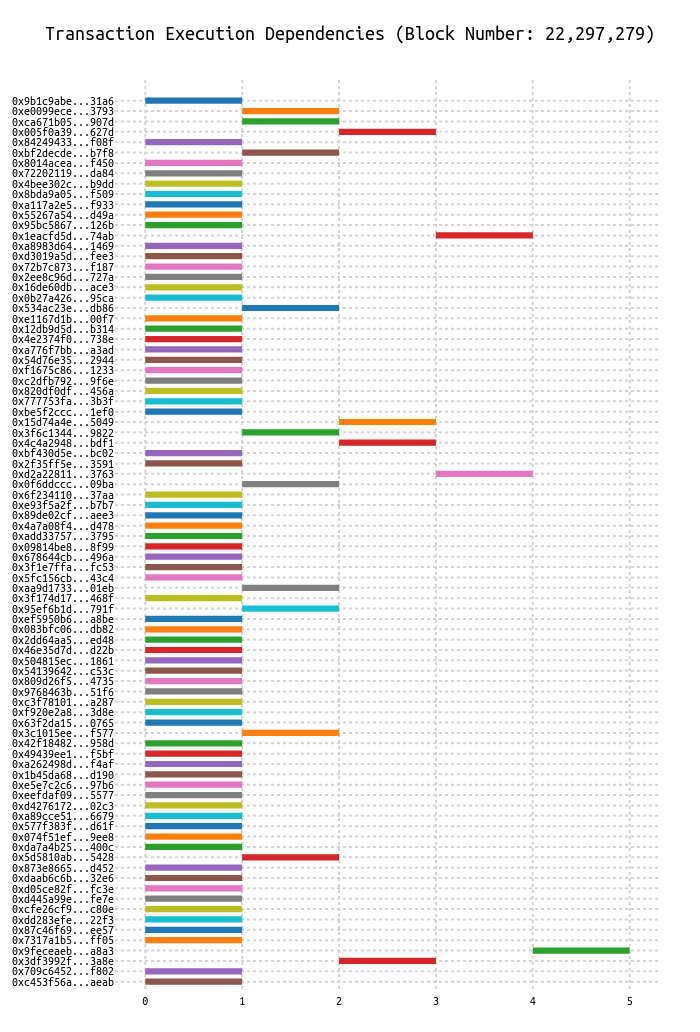 Transaction Execution Dependencies (Block Number: 22,297,279)
0x9b1c9abe...31a6
0xe0099ece...3793
0xca671b05...907d
0x005f0a39...627d
0x84249433...f08f
0xbf2decde...b7f8
0x8014acea...f450
0x72202119...da84
0x4bee302c...b9dd
0x8bda9a05...f509
0xa117a2e5...f933
0x55267a54...d49a
0x95bc5867...126b
0x1eacfd5d...74ab
0xa8983d64...1469
0xd3019a5d...fee3
0x72b7c873...f187
0x2ee8c96d...727a
0x16de60db...ace3
0x0b27a426...95ca
0x534ac23e...db86
0xe1167d1b...00f7
0x12db9d5d...b314
0x4e2374f0...738e
0xa776f7bb...a3ad
0x54d76e35...2944
0xf1675c86...1233
0xc2dfb792...9f6e
0x820df0df...456a
0x777753fa...3b3f
0xbe5f2ccc...1ef0
0x15d74a4e...5049
0x3f6c1344...9822
0x4c4a2948...bdf1
0xbf430d5e...bc02
0x2f35ff5e...3591
0xd2a22811...3763
0x0f6ddccc...09ba
0x6f234110...37aa
0xe93f5a2f...b7b7
0x89de02cf...aee3
0x4a7a08f4...d478
0xadd33757...3795
0x09814be8...8f99
0x678644cb...496a
0x3f1e7ffa...fc53
0x5fc156cb...43c4
0xaa9d1733...01eb
0x3f174d17...468f
0x95ef6b1d...791f
0xef5950b6...a8be
0x083bfc06...db82
0x2dd64aa5...ed48
0x46e35d7d...d22b
0x504815ec...1861
0x54139642...c53c
0x809d26f5...4735
0x9768463b...51f6
0xc3f78101...a287
0xf920e2a8...3d8e
0x63f2da15...0765
0x3c1015ee...f577
0x42f18482...958d
0x49439ee1...f5bf
0xa262498d...f4af
0x1b45da68...d190
0xe5e7c2c6...97b6
0xeefdaf09...5577
0xd4276172...02c3
0xa89cce51...6679
0x577f383f...d61f
0x074f51ef...9ee8
0xda7a4b25...400c
0x5d5810ab...5428
0x873e8665...d452
0xdaab6c6b...32e6
0xd05ce82f...fc3e
0xd445a99e...fe7e
0xcfe26cf9...c80e
0xdd283efe...22f3
0x87c46f69...ee57
0x7317a1b5...ff05
0x9feceaeb...a8a3
0x3df3992f...3a8e
0x709c6452...f802
0xc453f56a...aeab
0 1 2 3 4 5